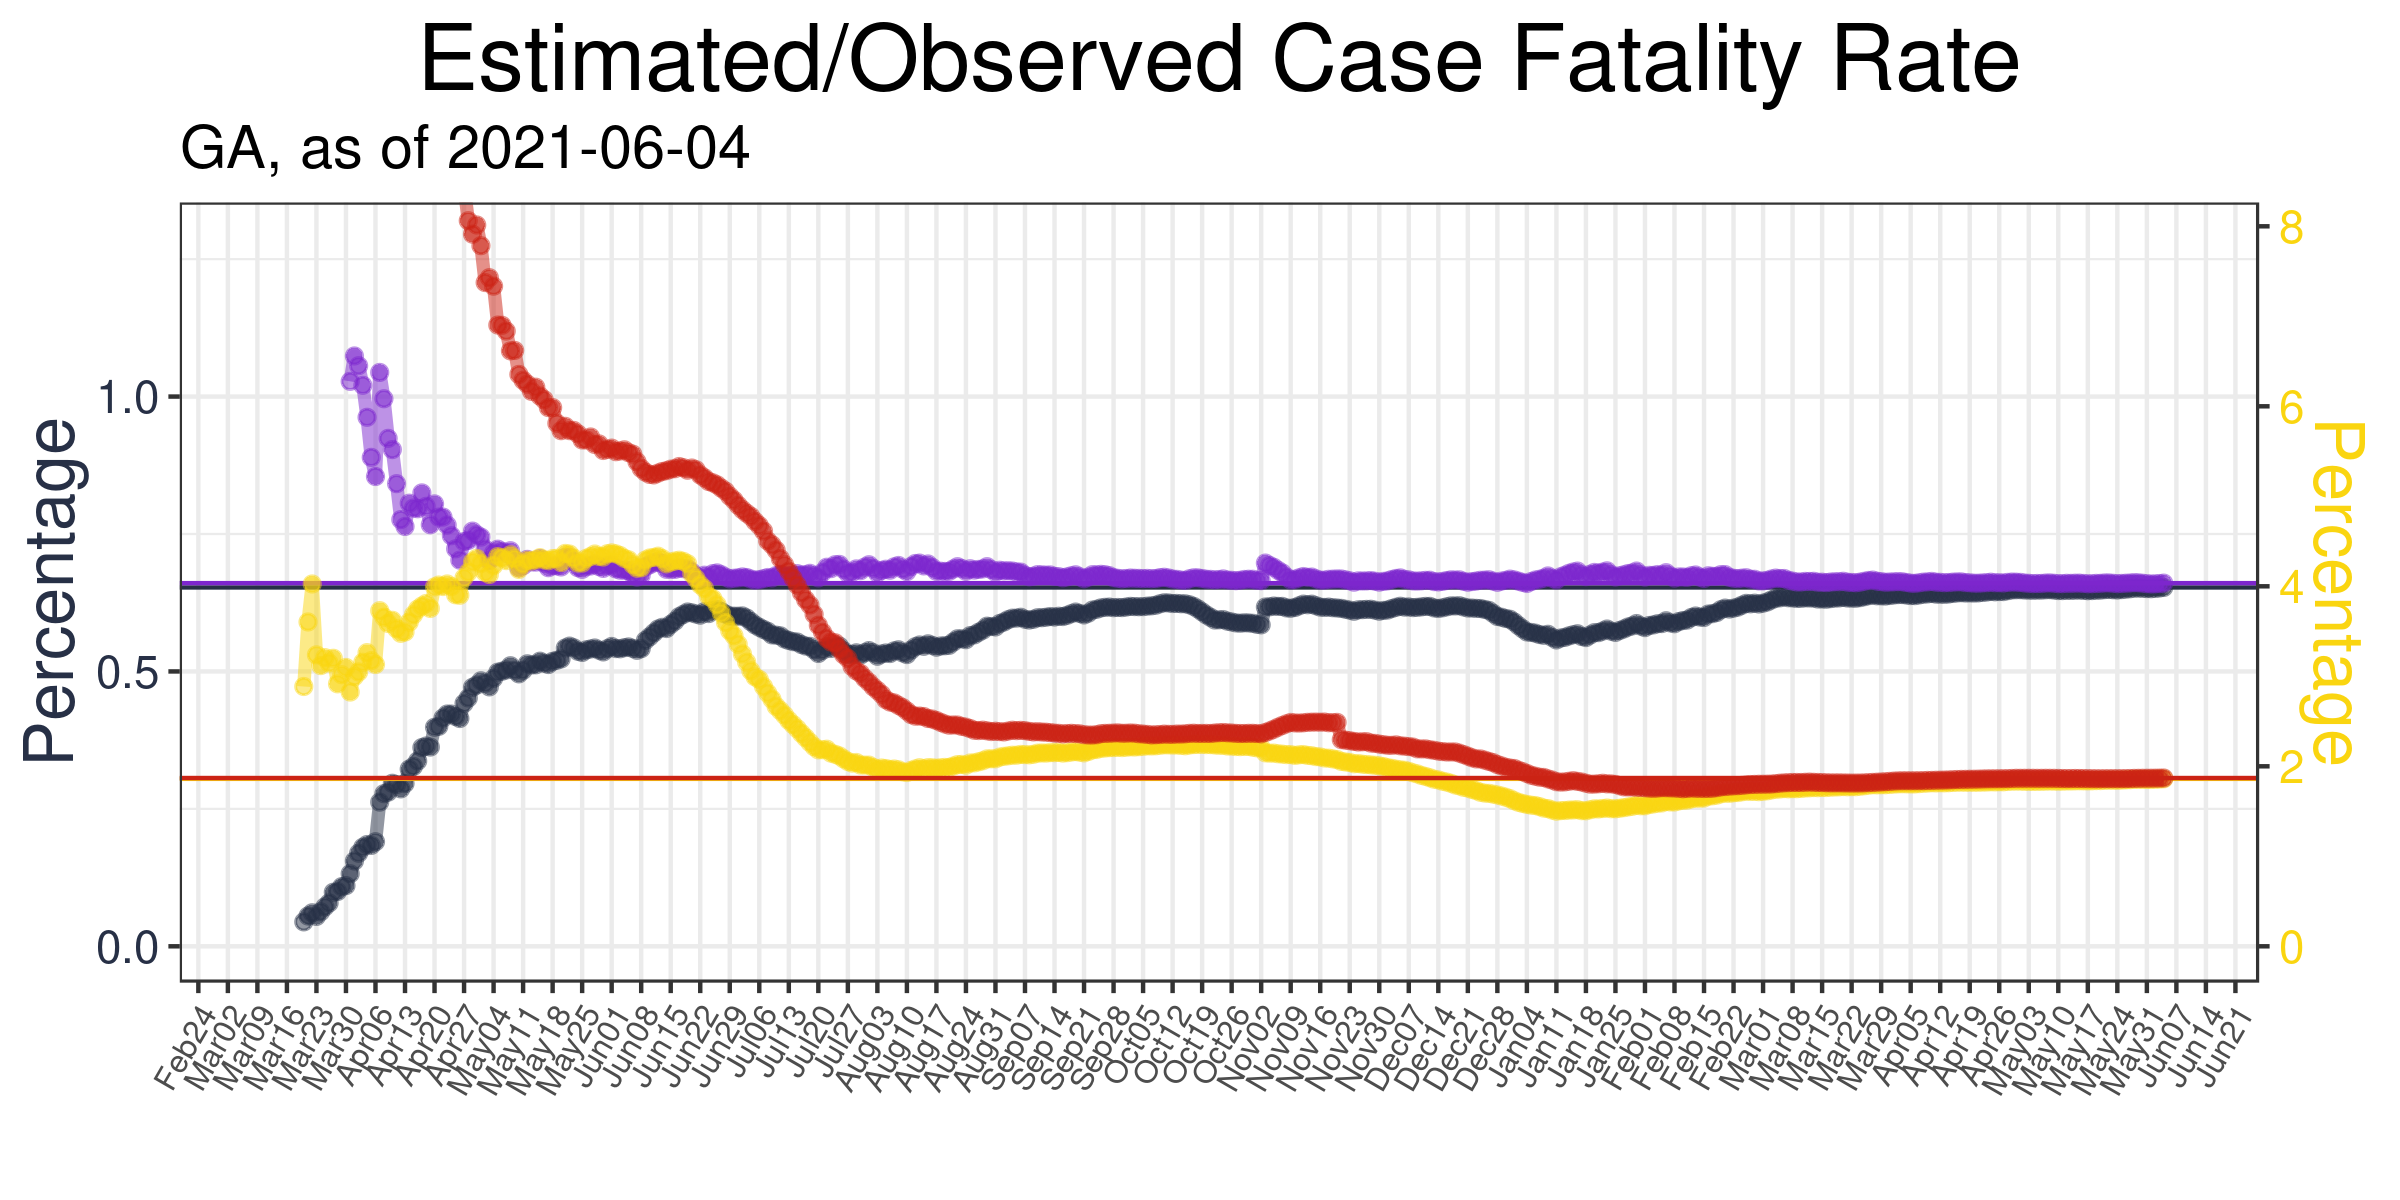 Estimated/Observed Case Fatality Rate
GA, as of 2021-06-04
Percentage
1.0
0.5
0.0
8
6
4
2
0
Percentage
Feb24
Mar02
Mar09
Mar16
Mar23
Mar30
Apr06
Apr13
Apr20
Apr27
May04
May11
May18
May25
Jun01
Jun08
Jun15
Jun22
Jun29
Jul06
Jul13
Jul20
Jul27
Aug03
Aug10
Aug17
Aug24
Aug31
Sep07
Sep14
Sep21
Sep28
Oct05
Oct12
Oct19
Oct26
Nov02
Nov09
Nov16
Nov23
Nov30
Dec07
Dec14
Dec21
Dec28
Jan04
Jan11
Jan18
Jan25
Feb01
Feb08
Feb15
Feb22
Mar01
Mar08
Mar15
Mar22
Mar29
Apr05
Apr12
Apr19
Apr26
May03
May10
May17
May24
May31
Jun07
Jun14
Jun21